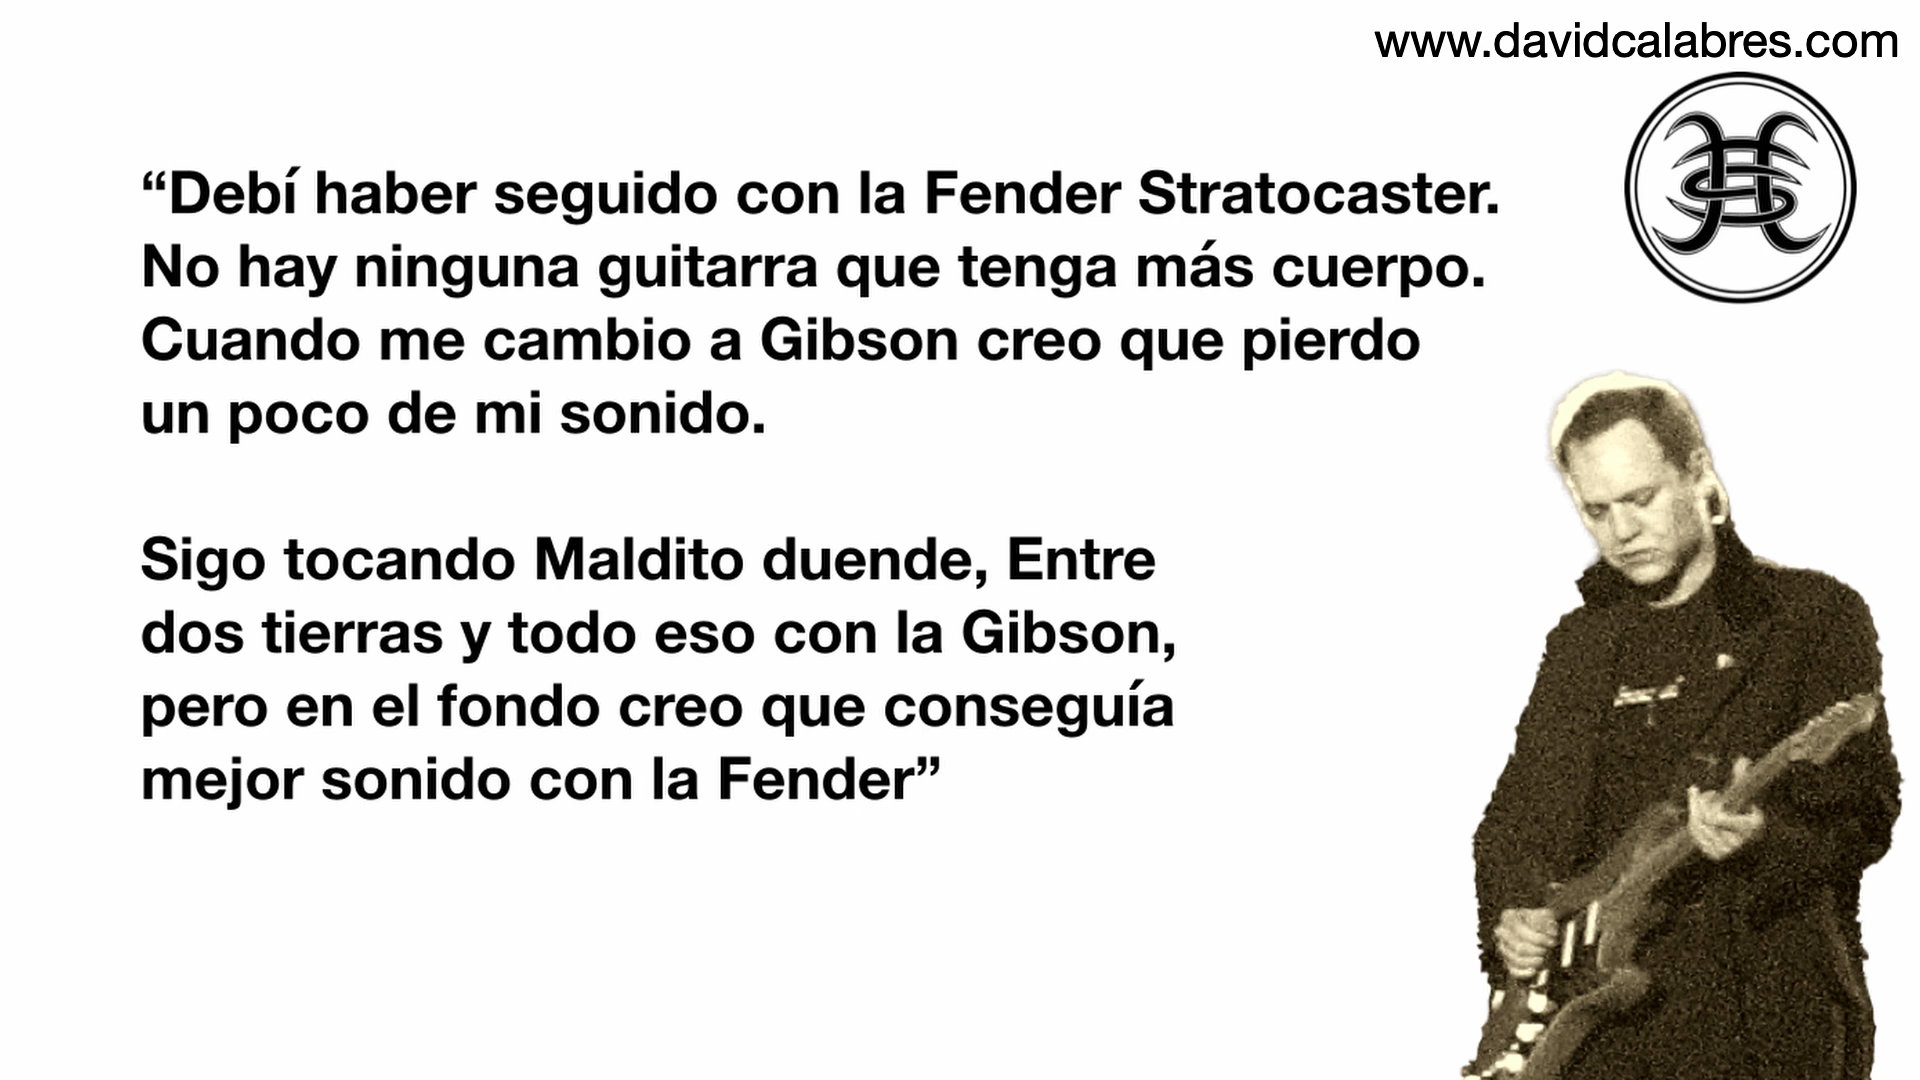 www.davidcalabres.com
“Debí haber seguido con la Fender Stratocaster.
No hay ninguna guitarra que tenga más cuerpo.
Cuando me cambio a Gibson creo que pierdo
un poco de mi sonido.
Sigo tocando Maldito duende, Entre
dos tierras y todo eso con la Gibson,
pero en el fondo creo que conseguía
mejor sonido con la Fender”